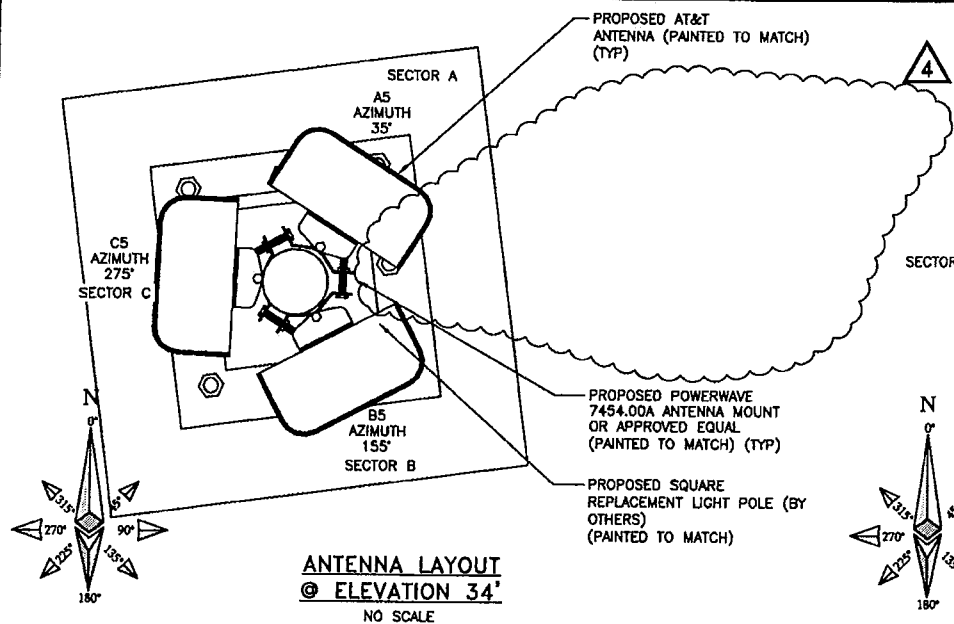 PROPOSED AT&T
ANTENNA (PAINTED TO MATCH)
(TYP)
4
SECTOR A
A5
AZIMUTH
35°
C5
AZIMUTH
275°
SECTOR C
SECTOR
B5
AZIMUTH
155°
SECTOR B
PROPOSED POWERWAVE
7454.00A ANTENNA MOUNT
OR APPROVED EQUAL
(PAINTED TO MATCH) (TYP)
PROPOSED SQUARE
REPLACEMENT LIGHT POLE (BY
OTHERS)
(PAINTED TO MATCH)
N
0°
315°
45°
270°
90°
225°
135°
180°
N
0°
315°
45
270°
225°
135
180°
ANTENNA LAYOUT
@ ELEVATION 34'
NO SCALE